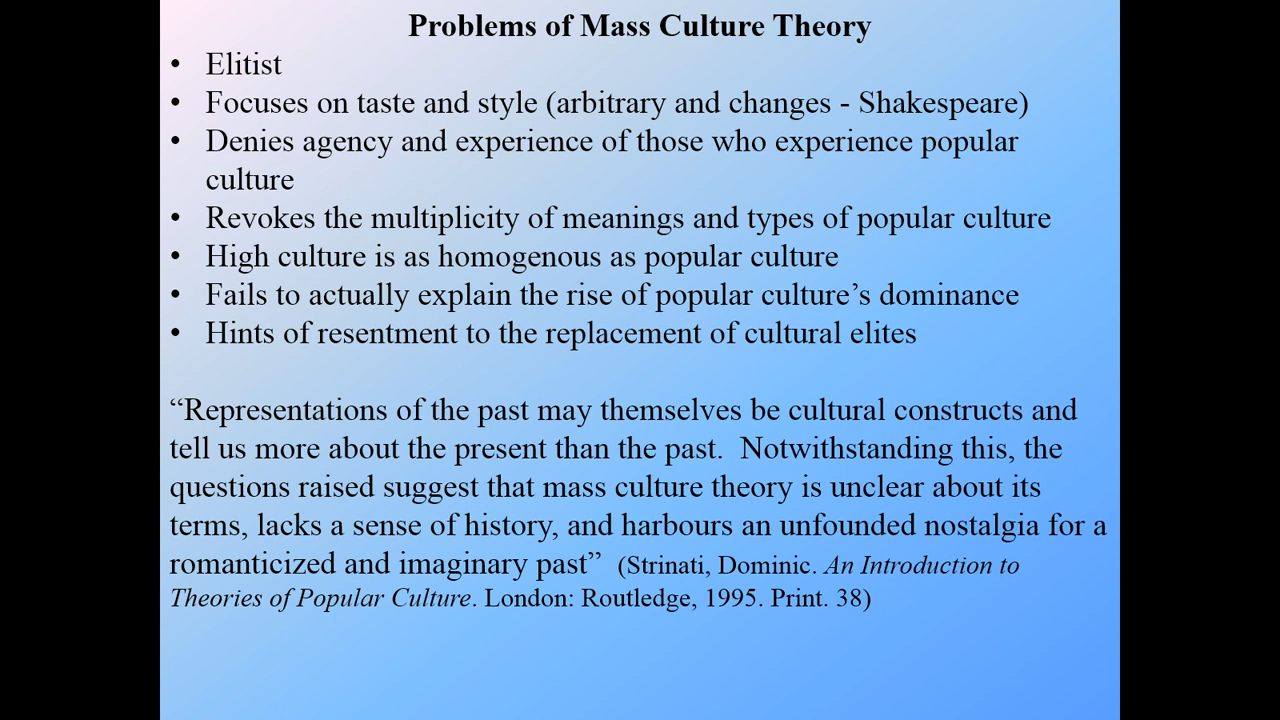 Problems of Mass Culture Theory
• Elitist
• Focuses on taste and style (arbitrary and changes - Shakespeare)
• Denies agency and experience of those who experience popular
culture
• Revokes the multiplicity of meanings and types of popular culture
• High culture is as homogenous as popular culture
• Fails to actually explain the rise of popular culture’s dominance
• Hints of resentment to the replacement of cultural elites
“Representations of the past may themselves be cultural constructs and
tell us more about the present than the past.  Notwithstanding this, the
questions raised suggest that mass culture theory is unclear about its
terms, lacks a sense of history, and harbours an unfounded nostalgia for a
romanticized and imaginary past”  (Strinati, Dominic. An Introduction to
Theories of Popular Culture. London: Routledge, 1995. Print. 38)